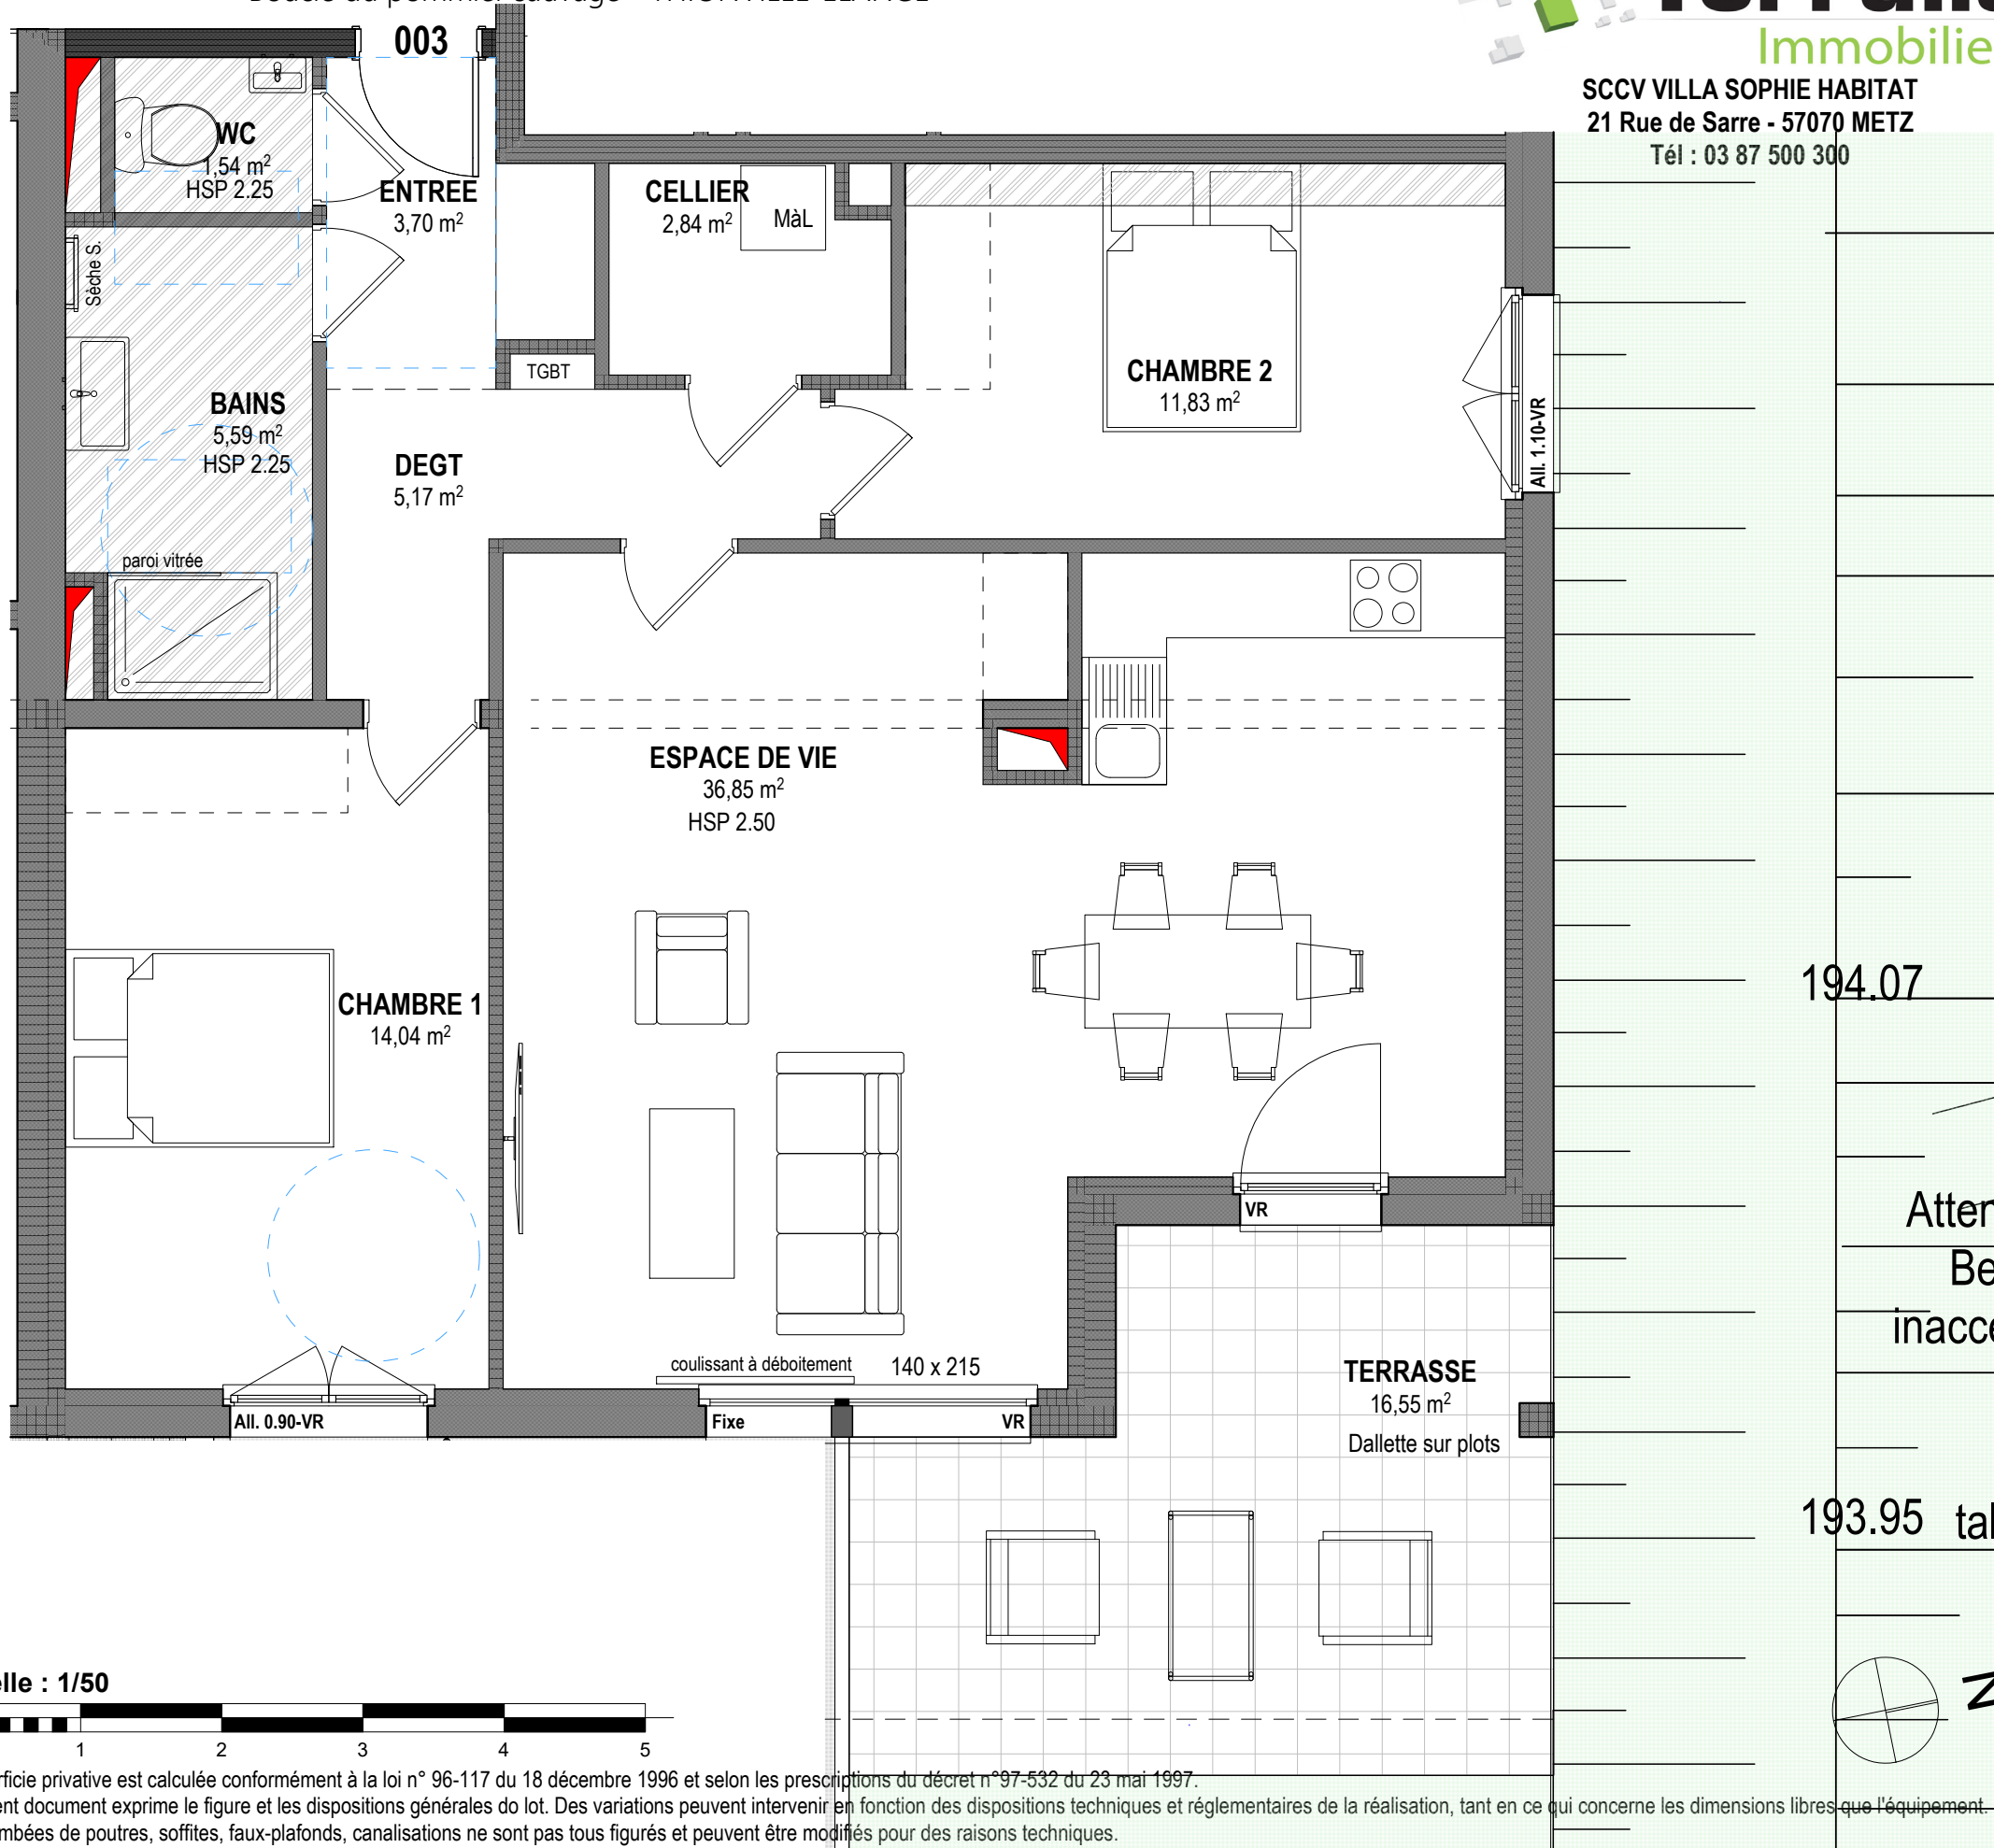 003
Immobilie
SCCV VILLA SOPHIE HABITAT
21 Rue de Sarre - 57070 METZ
Tél : 03 87 500 300
WC
1,54 m²
HSP 2.25
ENTREE
3,70 m²
CELLIER
2,84 m²
MàL
Sèche S.
TGBT
CHAMBRE 2
11,83 m²
All. 1.10-VR
BAINS
5,59 m²
HSP 2.25
DEGT
5,17 m²
paroi vitrée
ESPACE DE VIE
36,85 m²
HSP 2.50
CHAMBRE 1
14,04 m²
194.07
VR
Atten
Be
inacce
coulissant à déboitement
140 x 215
TERRASSE
16,55 m²
Dallette sur plots
All. 0.90-VR
Fixe
VR
193.95
tal
N
elle : 1/50
1 2 3 4 5
rficie privative est calculée conformément à la loi n° 96-117 du 18 décembre 1996 et selon les prescriptions du décret n°97-532 du 23 mai 1997.
ent document exprime le figure et les dispositions générales do lot. Des variations peuvent intervenir en fonction des dispositions techniques et réglementaires de la réalisation, tant en ce qui concerne les dimensions libres que l'équipement.
mbées de poutres, soffites, faux-plafonds, canalisations ne sont pas tous figurés et peuvent être modifiés pour des raisons techniques.